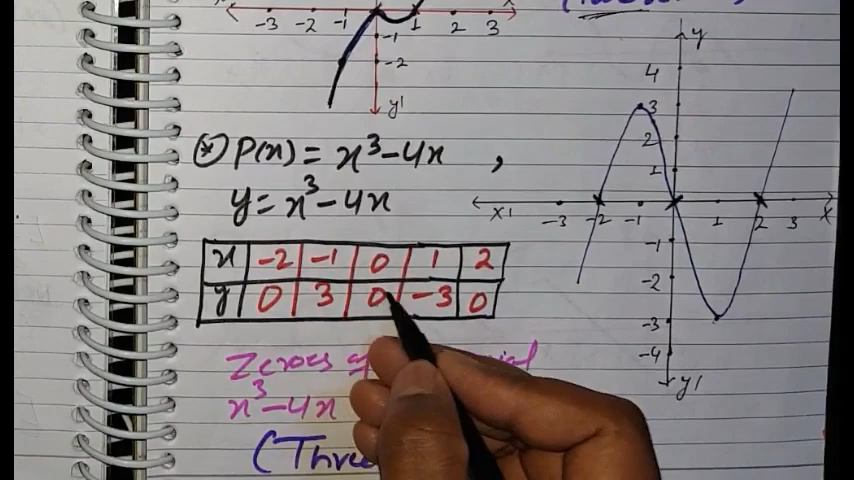 -3 -2 -1 1 2 3
-1
-2
y'
P(x) = x³-4x ,
y = x³-4x
x -2 -1 0 1 2
y 0 3 0 -3 0
Zeroes
x³-4x
(Three
y
4
3
2
1
X' -3 -2 -1 1 2 3 X
-1
-2
-3
-4
y'